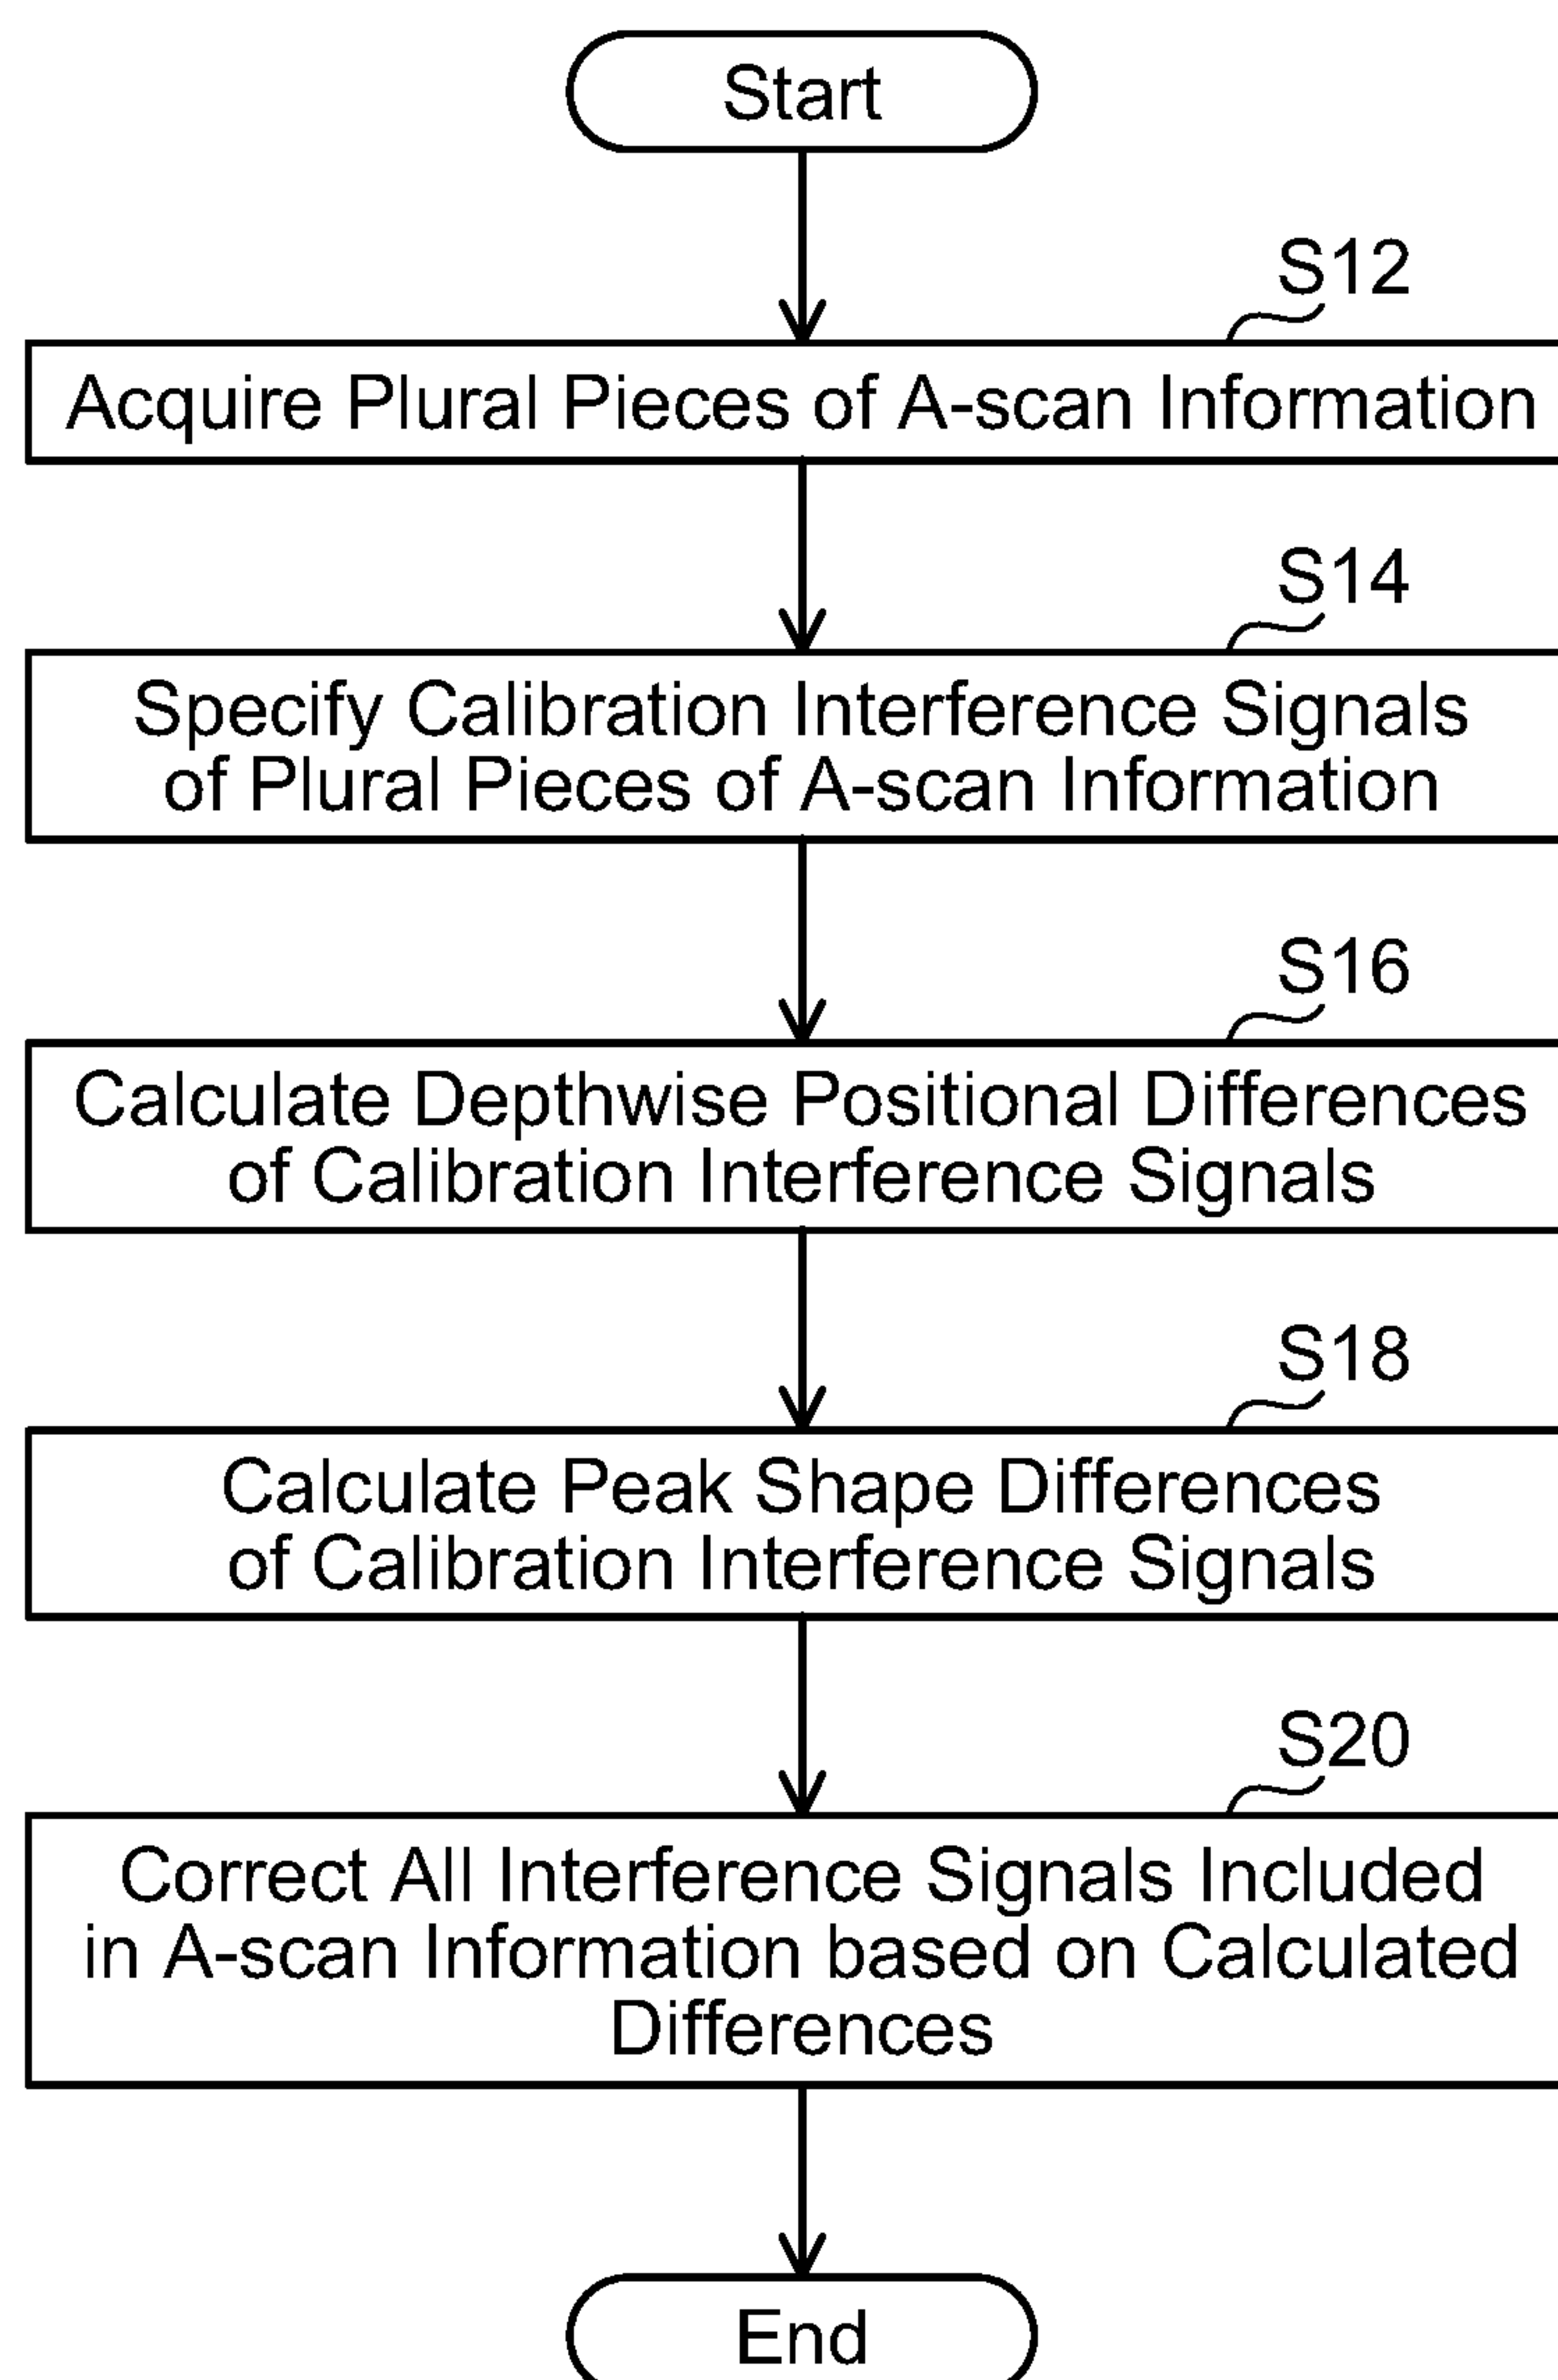 Start
S12
Acquire Plural Pieces of A-scan Information
S14
Specify Calibration Interference Signals
of Plural Pieces of A-scan Information
S16
Calculate Depthwise Positional Differences
of Calibration Interference Signals
S18
Calculate Peak Shape Differences
of Calibration Interference Signals
S20
Correct All Interference Signals Included
in A-scan Information based on Calculated
Differences
End